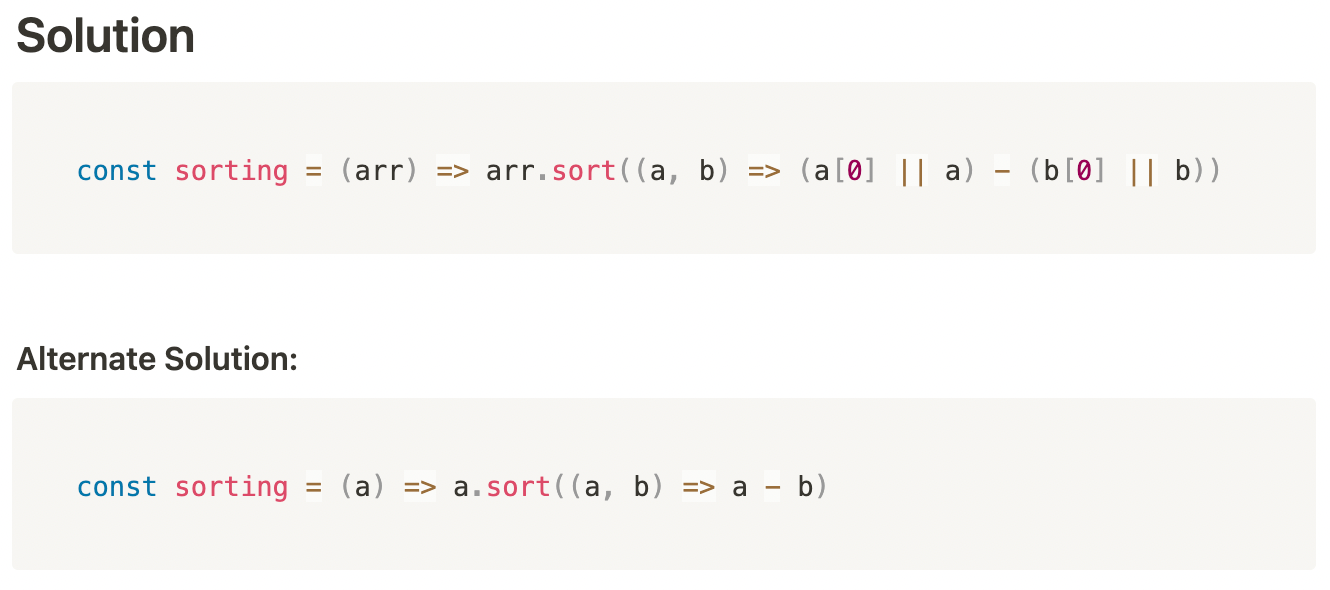 Solution
const sorting = (arr) => arr.sort((a, b) => (a[0] || a) - (b[0] || b))
Alternate Solution:
const sorting = (a) => a.sort((a, b) => a - b)